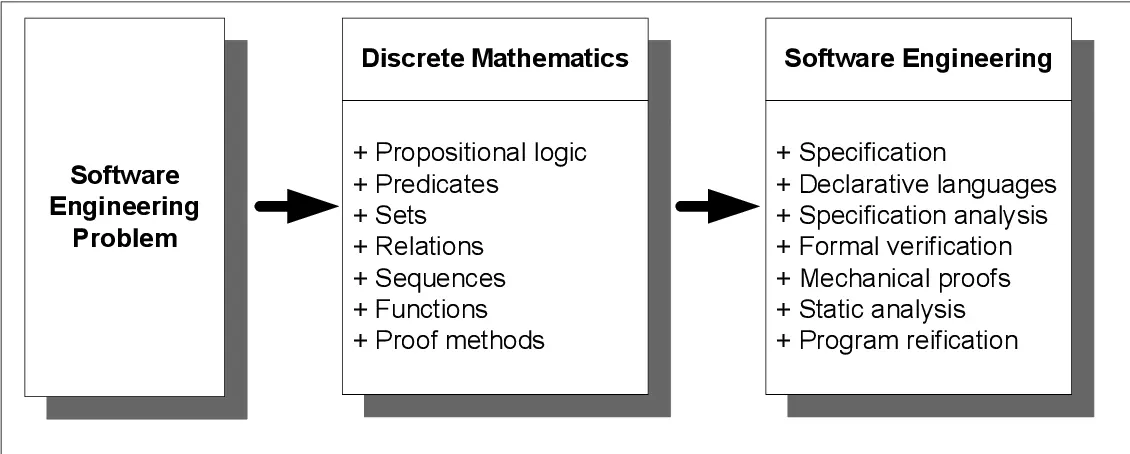 Software
Engineering
Problem
Discrete Mathematics
+ Propositional logic
+ Predicates
+ Sets
+ Relations
+ Sequences
+ Functions
+ Proof methods
Software Engineering
+ Specification
+ Declarative languages
+ Specification analysis
+ Formal verification
+ Mechanical proofs
+ Static analysis
+ Program reification